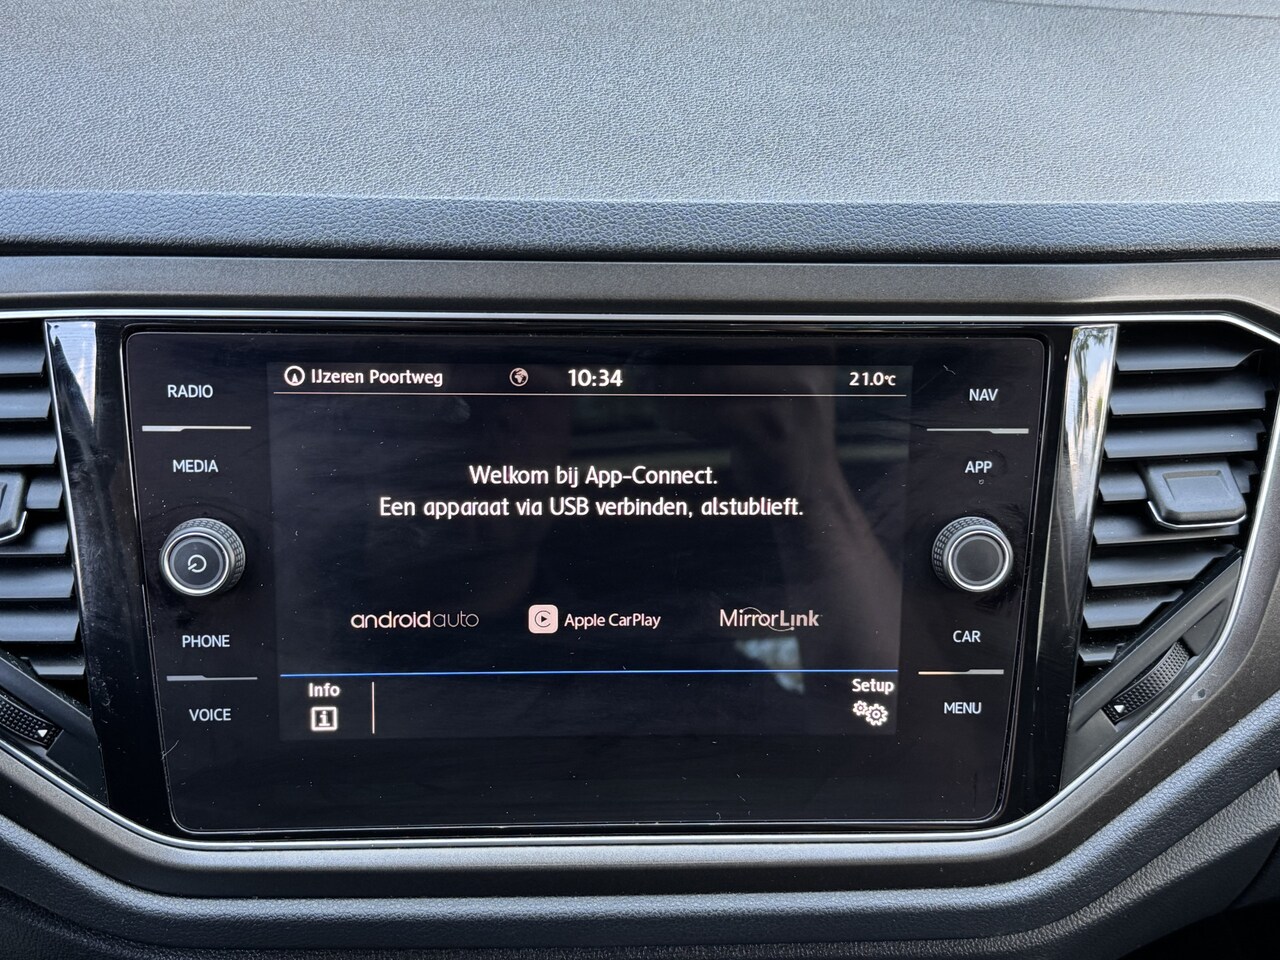 IJzeren Poortweg 10:34 21.0°C
RADIO
MEDIA
PHONE
VOICE
Welkom bij App-Connect.
Een apparaat via USB verbinden, alstublieft.
androidauto Apple CarPlay MirrorLink
Info
Setup
NAV
APP
CAR
MENU